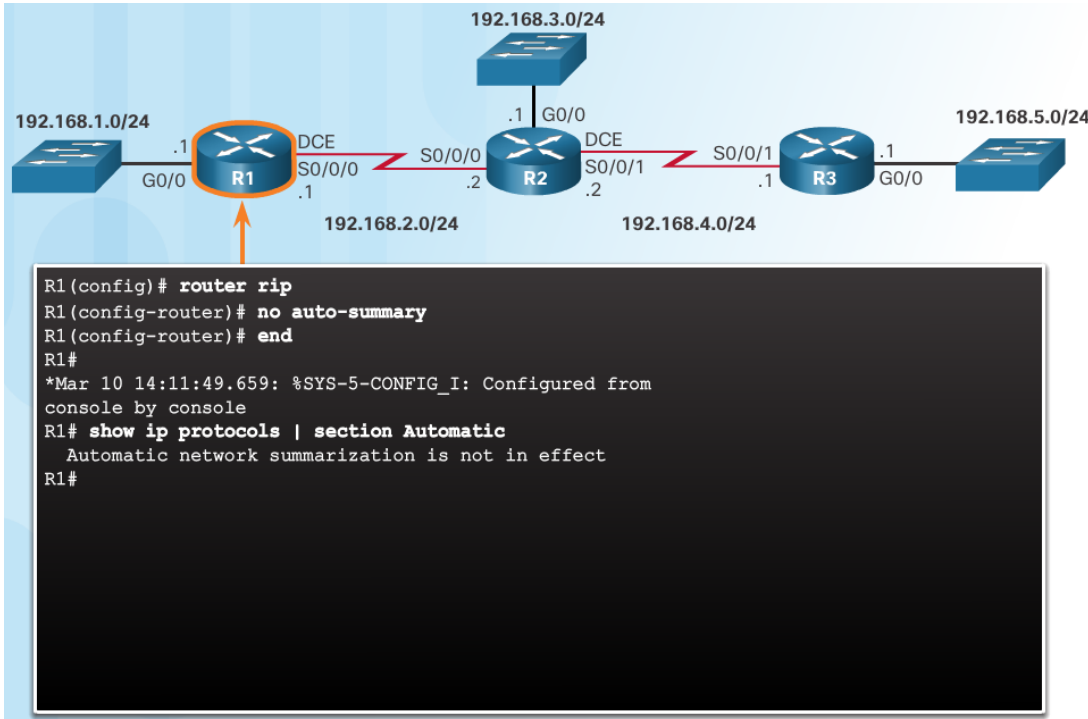 192.168.3.0/24
.1 G0/0
192.168.1.0/24
192.168.5.0/24
.1
DCE
S0/0/0
DCE
S0/0/1
.1
G0/0
R1
S0/0/0
.1
.2
R2
S0/0/1
.2
.1
R3
G0/0
192.168.2.0/24
192.168.4.0/24
R1(config)# router rip
R1(config-router)# no auto-summary
R1(config-router)# end
R1#
*Mar 10 14:11:49.659: %SYS-5-CONFIG_I: Configured from
console by console
R1# show ip protocols | section Automatic
  Automatic network summarization is not in effect
R1#